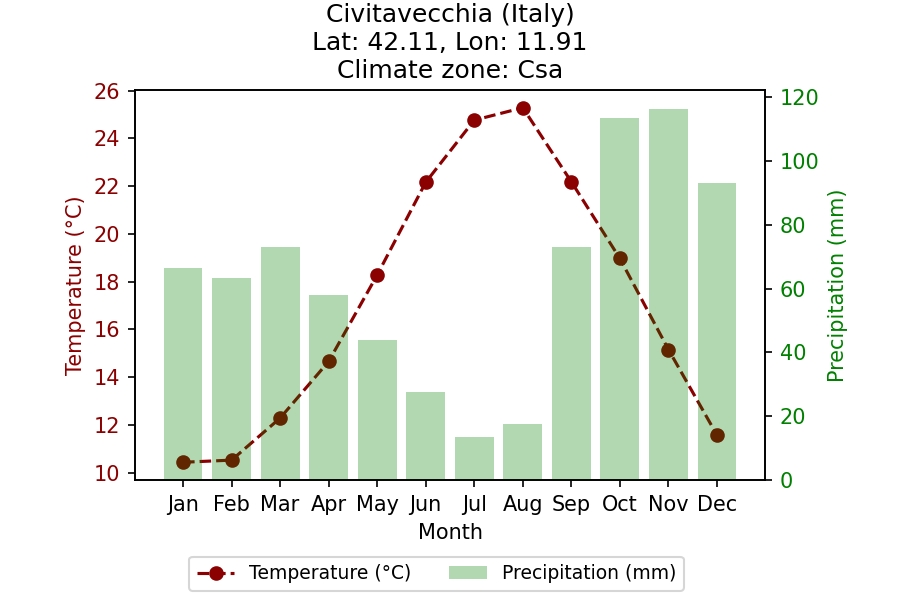 Civitavecchia (Italy)
Lat: 42.11, Lon: 11.91
Climate zone: Csa
26
24
22
20
18
16
14
12
10
Temperature (°C)
120
100
80
60
40
20
0
Precipitation (mm)
Jan Feb Mar Apr May Jun Jul Aug Sep Oct Nov Dec
Month
Temperature (°C) Precipitation (mm)